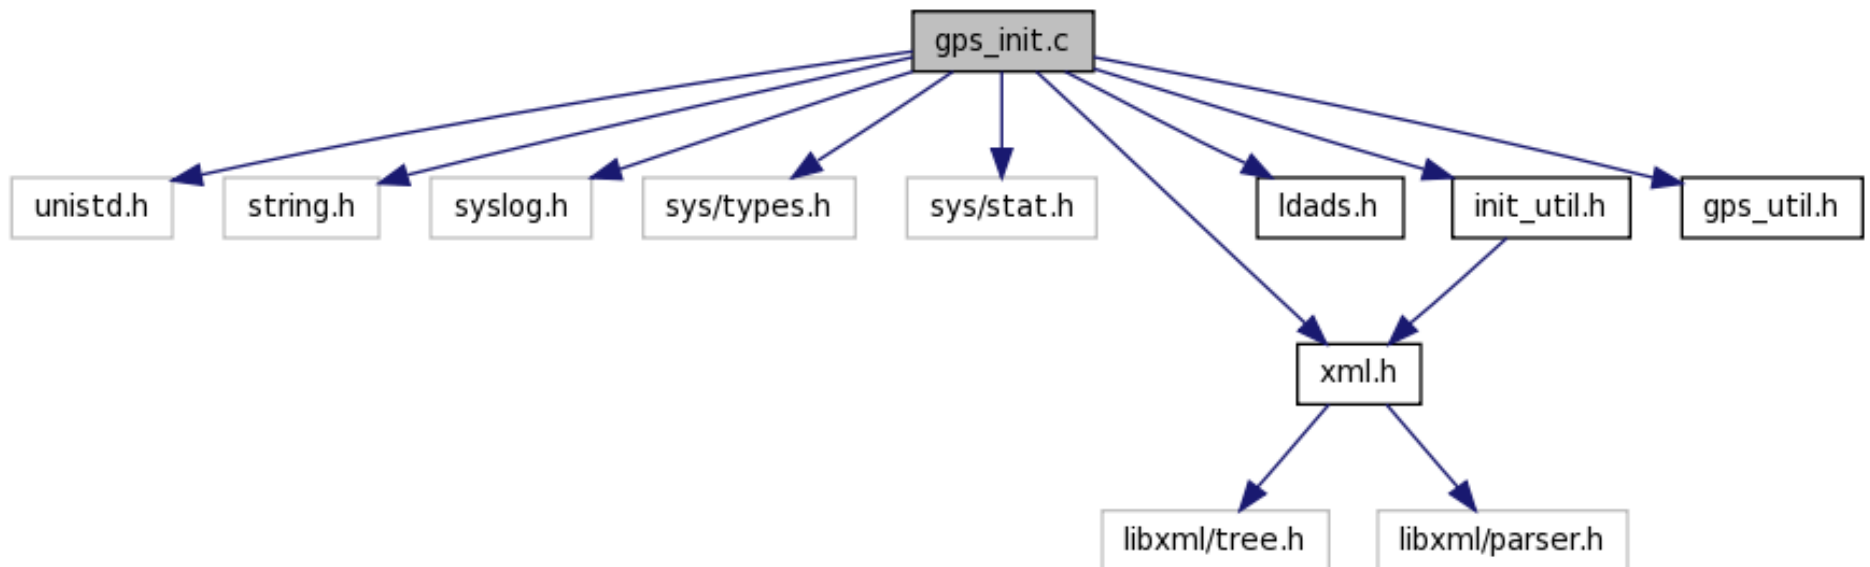 gps_init.c
unistd.h
string.h
syslog.h
sys/types.h
sys/stat.h
ldads.h
init_util.h
gps_util.h
xml.h
libxml/tree.h
libxml/parser.h